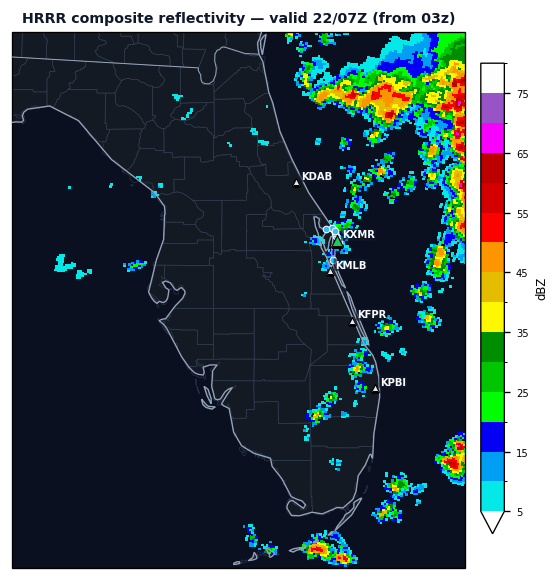 HRRR composite reflectivity — valid 22/07Z (from 03z)
KDAB
KXMR
KMLB
KFPR
KPBI
75
65
55
45
35
25
15
5
dBZ